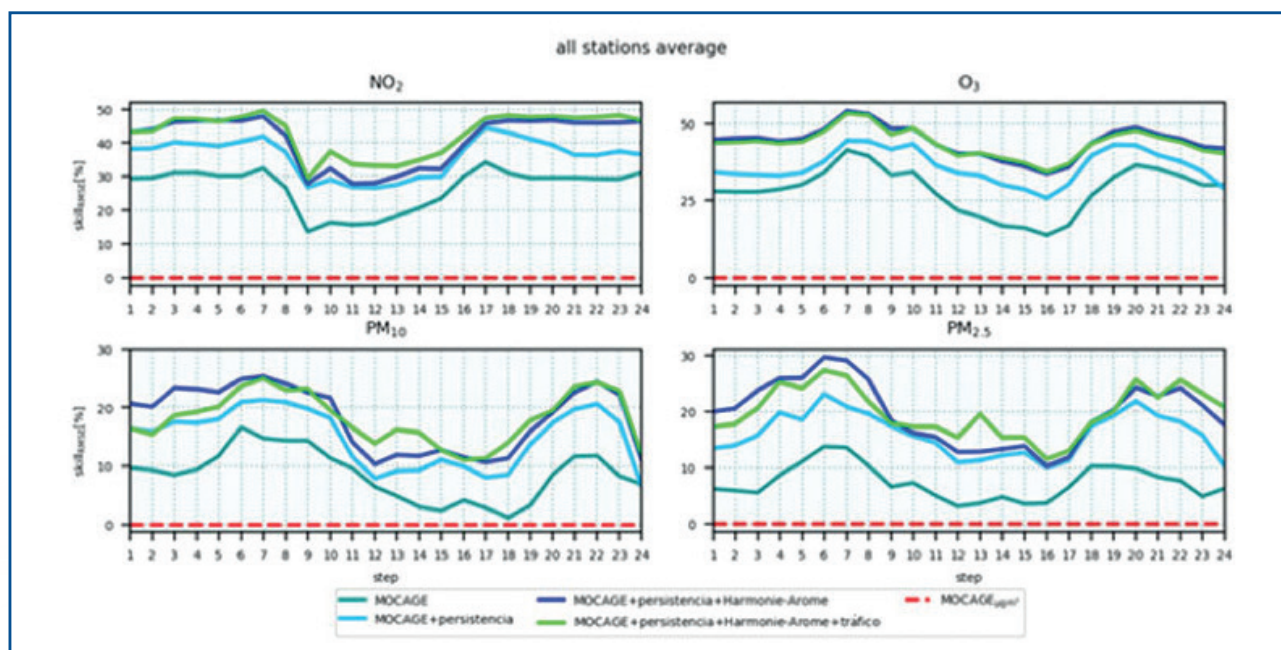 all stations average
NO₂
O₃
skill
[%]
50
40
30
20
10
0
50
25
0
1 2 3 4 5 6 7 8 9 10 11 12 13 14 15 16 17 18 19 20 21 22 23 24
1 2 3 4 5 6 7 8 9 10 11 12 13 14 15 16 17 18 19 20 21 22 23 24
PM₁₀
PM₂.₅
skill
[%]
30
20
10
0
30
20
10
0
1 2 3 4 5 6 7 8 9 10 11 12 13 14 15 16 17 18 19 20 21 22 23 24
1 2 3 4 5 6 7 8 9 10 11 12 13 14 15 16 17 18 19 20 21 22 23 24
step
step
MOCAGE
MOCAGE+persistencia+Harmonie-Arome
MOCAGE
MOCAGE+persistencia
MOCAGE+persistencia+Harmonie-Arome+tráfico